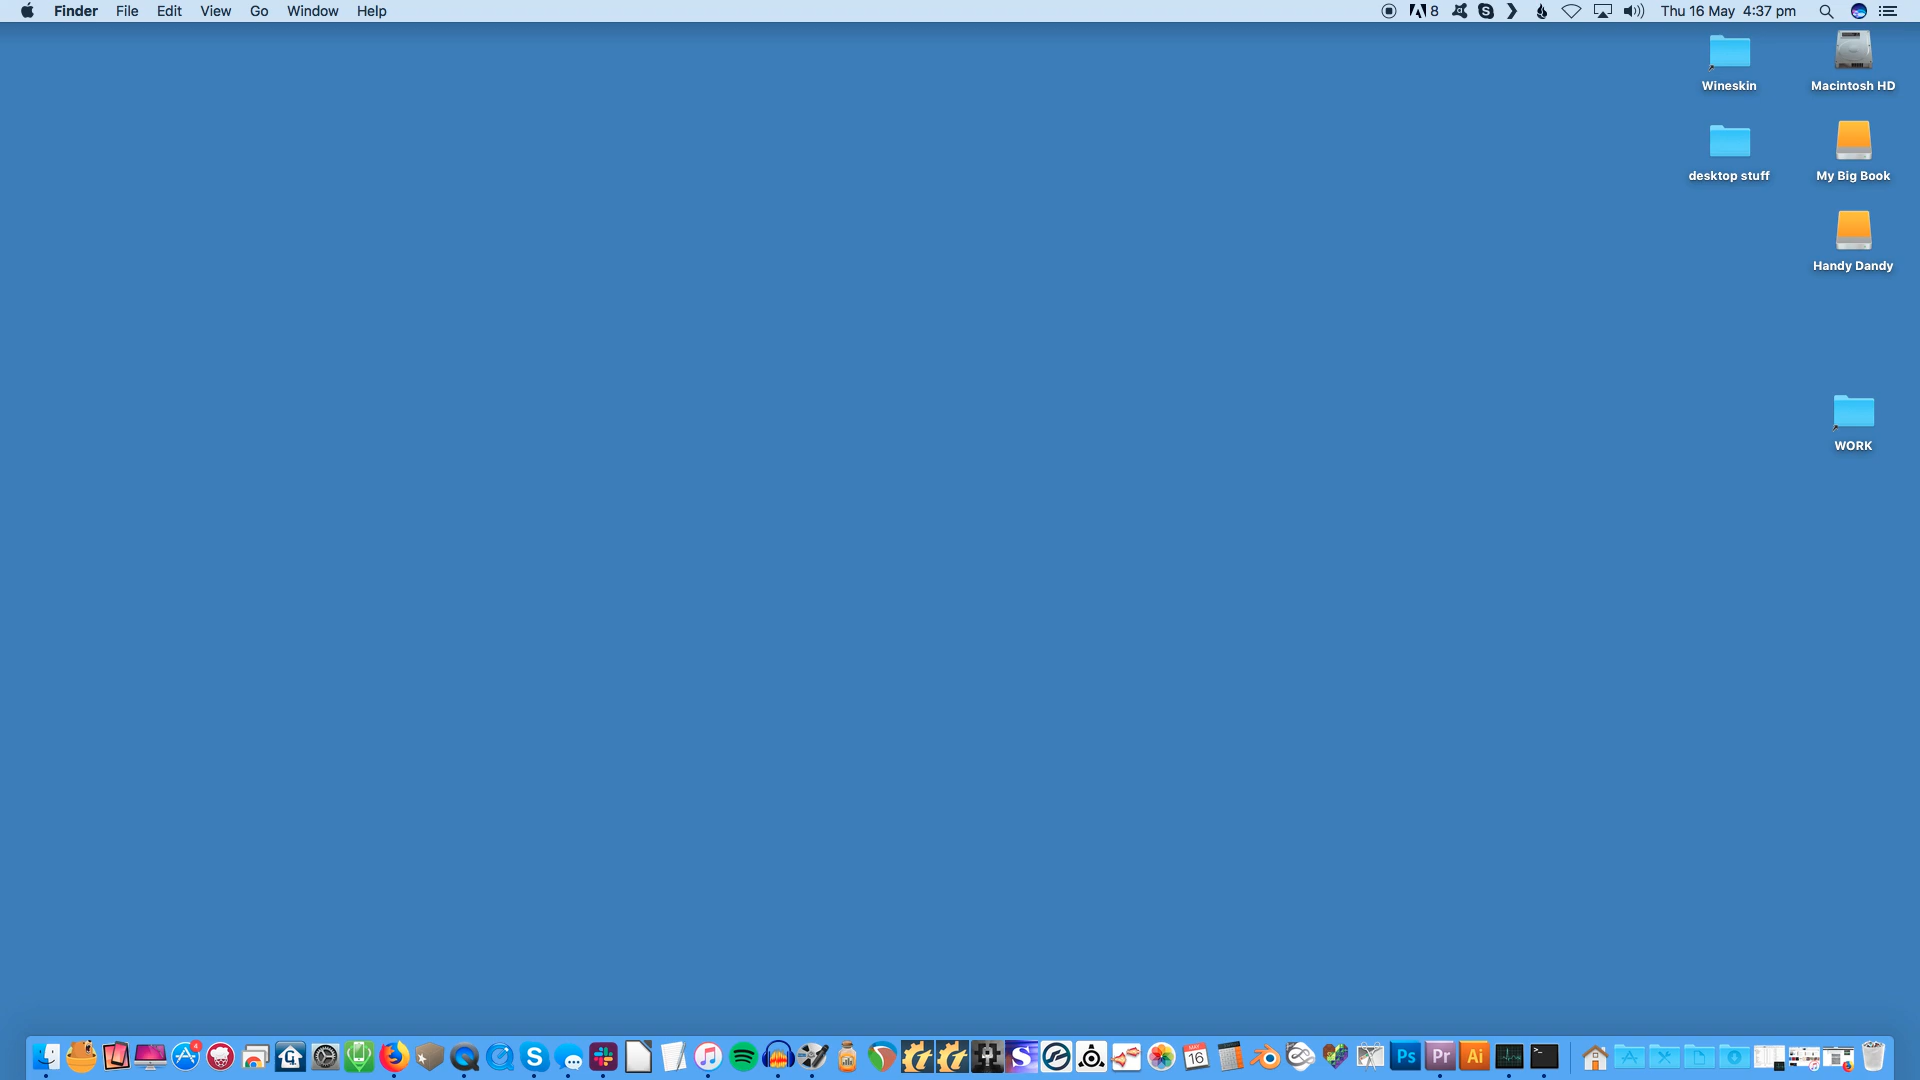 Finder File Edit View Go Window Help 8 Thu 16 May 4:37 pm
Wineskin Macintosh HD
desktop stuff My Big Book
Handy Dandy
WORK
4 S 16 Ps Pr Ai